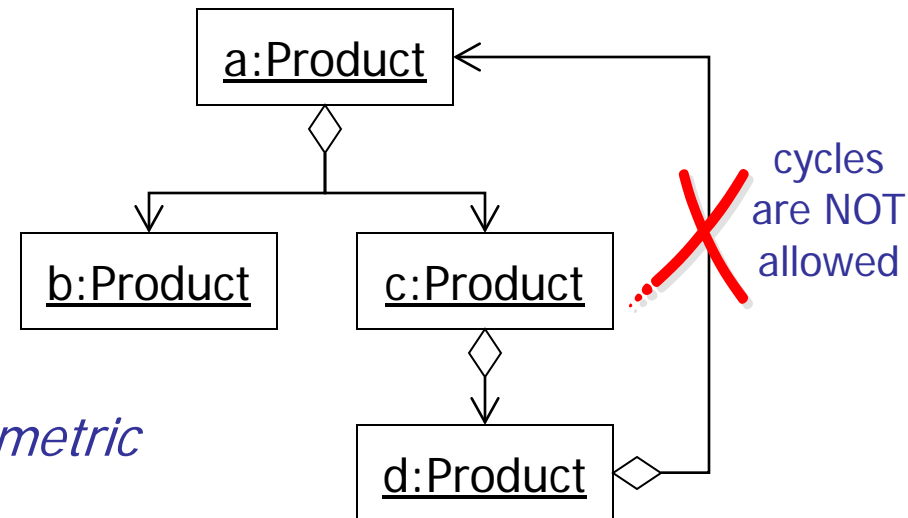 a:Product
cycles
are NOT
allowed
b:Product
c:Product
metric
d:Product